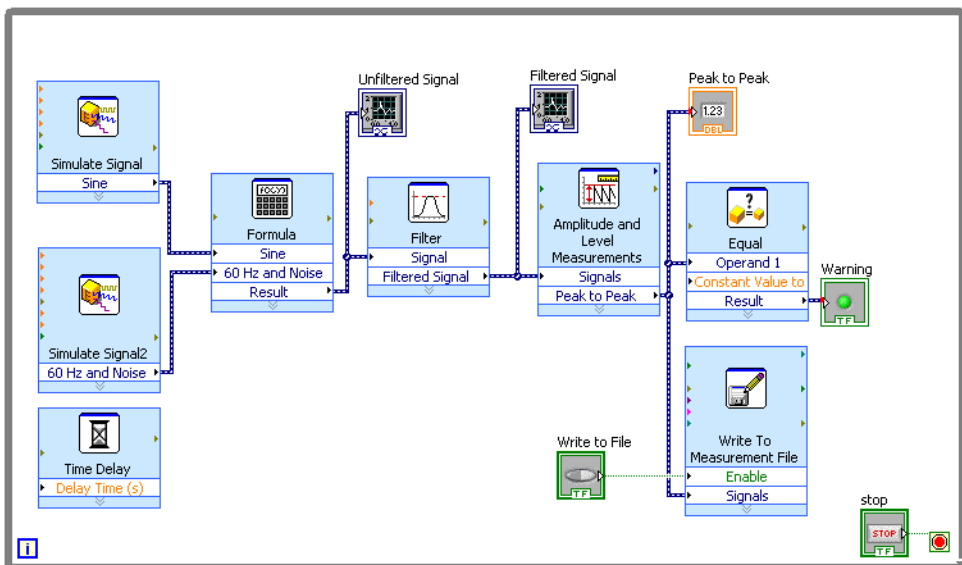 Simulate Signal
Sine
Simulate Signal2
60 Hz and Noise
Time Delay
Delay Time (s)
i
F(X,Y)
Formula
Sine
60 Hz and Noise
Result
Unfiltered Signal
Filter
Signal
Filtered Signal
Filtered Signal
Amplitude and
Level
Measurements
Signals
Peak to Peak
Peak to Peak
1.23
DBL
?
Equal
Operand 1
Constant Value to
Result
Warning
TF
Write to File
TF
Write To
Measurement File
Enable
Signals
stop
STOP
TF